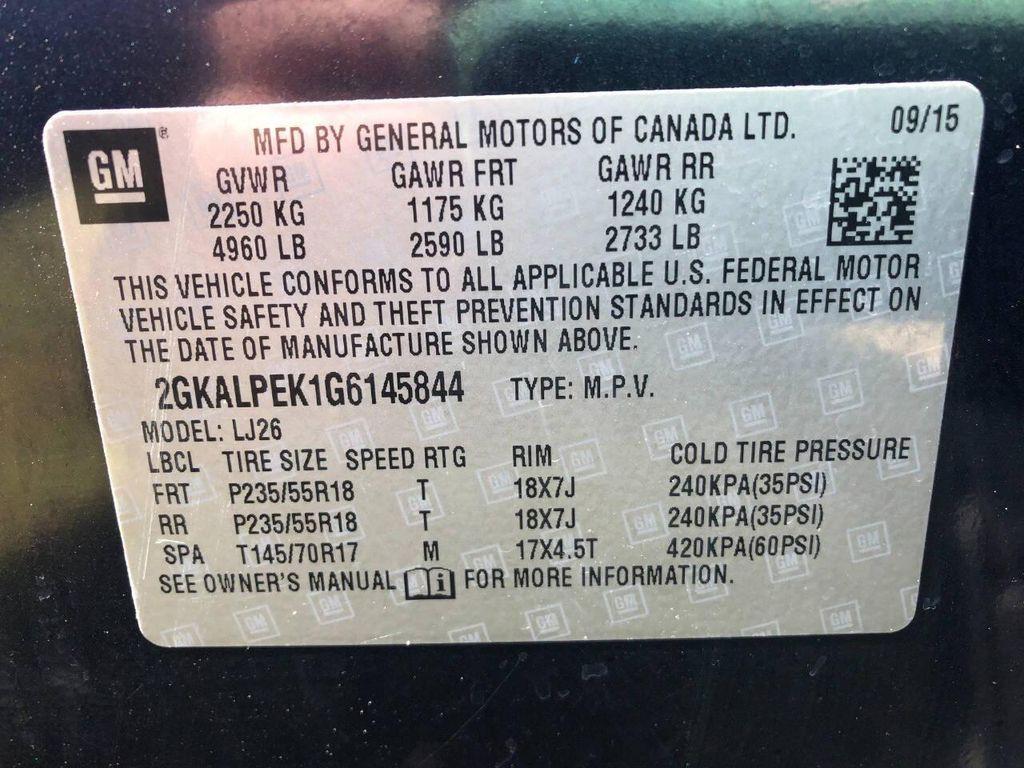 GM® MFD BY GENERAL MOTORS OF CANADA LTD. 09/15
GVWR GAWR FRT GAWR RR
2250 KG 1175 KG 1240 KG
4960 LB 2590 LB 2733 LB
THIS VEHICLE CONFORMS TO ALL APPLICABLE U.S. FEDERAL MOTOR
VEHICLE SAFETY AND THEFT PREVENTION STANDARDS IN EFFECT ON
THE DATE OF MANUFACTURE SHOWN ABOVE.
2GKALPEK1G6145844 TYPE: M.P.V.
MODEL: LJ26
LBCL TIRE SIZE SPEED RTG RIM COLD TIRE PRESSURE
FRT P235/55R18 T 18X7J 240KPA(35PSI)
RR P235/55R18 T 18X7J 240KPA(35PSI)
SPA T145/70R17 M 17X4.5T 420KPA(60PSI)
SEE OWNER'S MANUAL i FOR MORE INFORMATION.